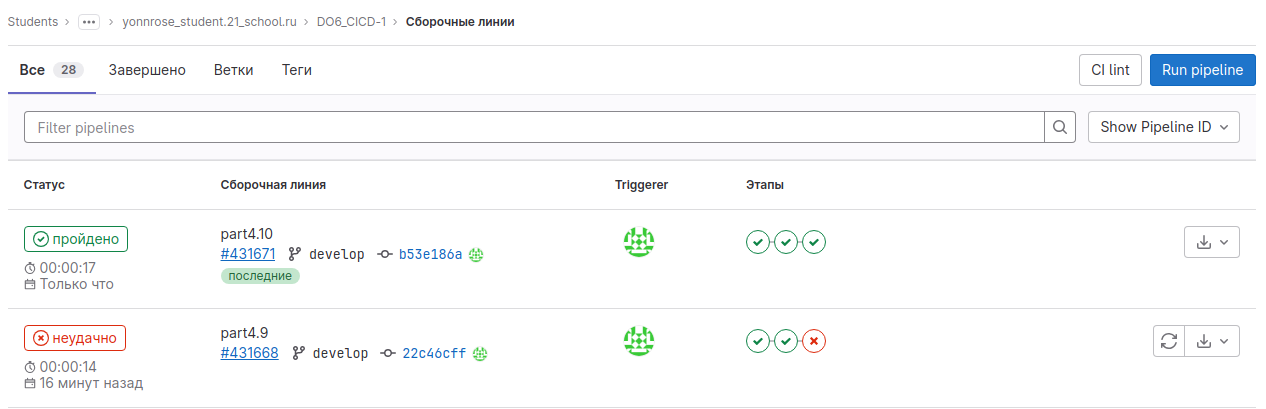 Students > ••• > yonnrose_student.21_school.ru > DO6_CICD-1 > Сборочные линии
Все 28 Завершено Ветки Теги CI lint Run pipeline
Filter pipelines Show Pipeline ID
Статус Сборочная линия Triggerer Этапы
пройдено part4.10
#431671 develop b53e186a
00:00:17 последние
Только что
неудачно part4.9
#431668 develop 22c46cff
00:00:14
16 минут назад